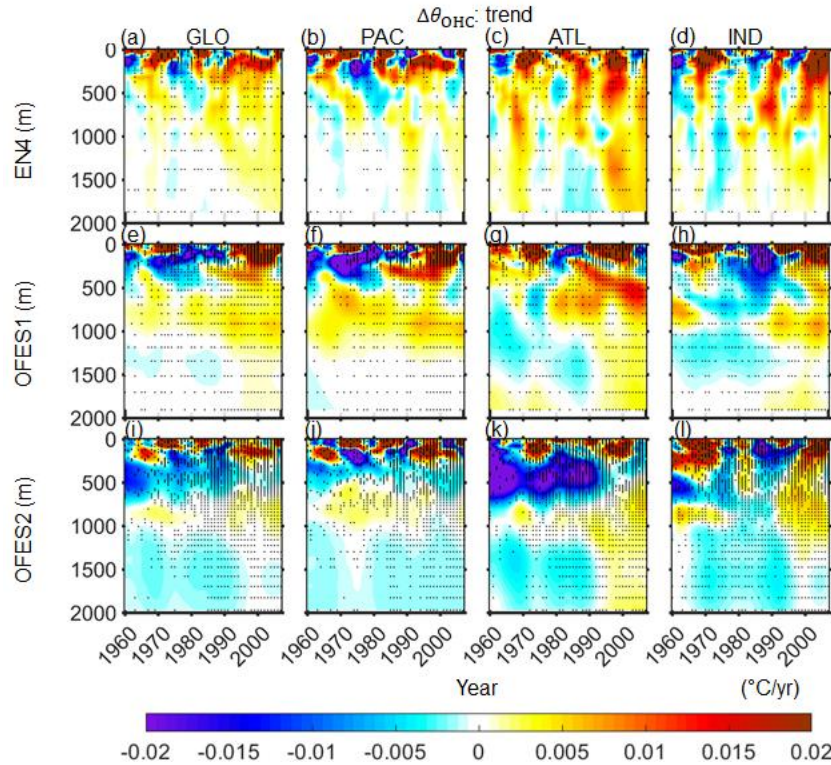 Δθ_OHC: trend
(a) GLO (b) PAC (c) ATL (d) IND
0
500
1000
1500
2000
EN4 (m)
(e) (f) (g) (h)
0
500
1000
1500
2000
OFES1 (m)
(i) (j) (k) (l)
0
500
1000
1500
2000
OFES2 (m)
1960 1970 1980 1990 2000 1960 1970 1980 1990 2000 1960 1970 1980 1990 2000 1960 1970 1980 1990 2000
Year (°C/yr)
-0.02 -0.015 -0.01 -0.005 0 0.005 0.01 0.015 0.02